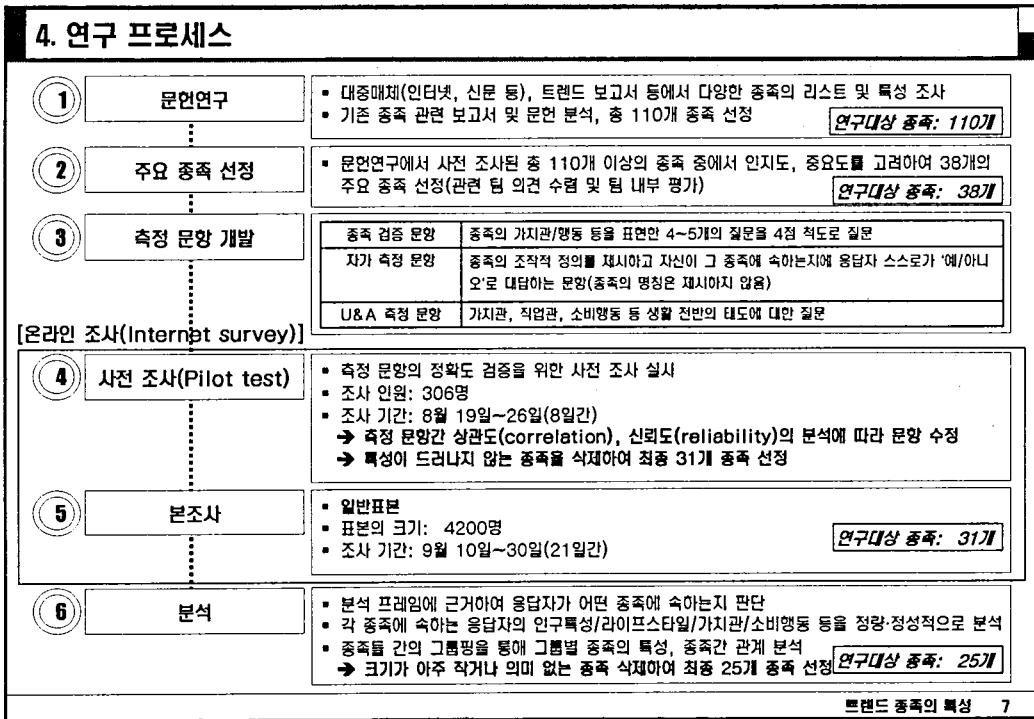 4. 연구 프로세스
1 문헌연구
▪ 대중매체(인터넷, 신문 등), 트렌드 보고서 등에서 다양한 종족의 리스트 및 특성 조사
▪ 기존 종족 관련 보고서 및 문헌 분석, 총 110개 종족 선정
연구대상 종족: 110개
2 주요 종족 선정
▪ 문헌연구에서 사전 조사된 총 110개 이상의 종족 중에서 인지도, 중요도를 고려하여 38개의
주요 종족 선정(관련 팀 의견 수렴 및 팀 내부 평가)
연구대상 종족: 38개
3 측정 문항 개발
종족 검증 문항 종족의 가치관/행동 등을 표현한 4~5개의 질문을 4점 척도로 질문
자가 측정 문항 종족의 조작적 정의를 제시하고 자신이 그 종족에 속하는지에 응답자 스스로가 '예/아니
오'로 대답하는 문항(종족의 명칭은 제시하지 않음)
U&A 측정 문항 가치관, 직업관, 소비행동 등 생활 전반의 태도에 대한 질문
[온라인 조사(Internet survey)]
4 사전 조사(Pilot test)
▪ 측정 문항의 정확도 검증을 위한 사전 조사 실시
▪ 조사 인원: 306명
▪ 조사 기간: 8월 19일~26일(8일간)
➔ 측정 문항간 상관도(correlation), 신뢰도(reliability)의 분석에 따라 문항 수정
➔ 특성이 드러나지 않는 종족을 삭제하여 최종 31개 종족 선정
5 본조사
▪ 일반표본
▪ 표본의 크기: 4200명
▪ 조사 기간: 9월 10일~30일(21일간)
연구대상 종족: 31개
6 분석
▪ 분석 프레임에 근거하여 응답자가 어떤 종족에 속하는지 판단
▪ 각 종족에 속하는 응답자의 인구특성/라이프스타일/가치관/소비행동 등을 정량·정성적으로 분석
▪ 종족들 간의 그룹핑을 통해 그룹별 종족의 특성, 종족간 관계 분석
➔ 크기가 아주 작거나 의미 없는 종족 삭제하여 최종 25개 종족 선정
연구대상 종족: 25개
트랜드 종족의 특성 7